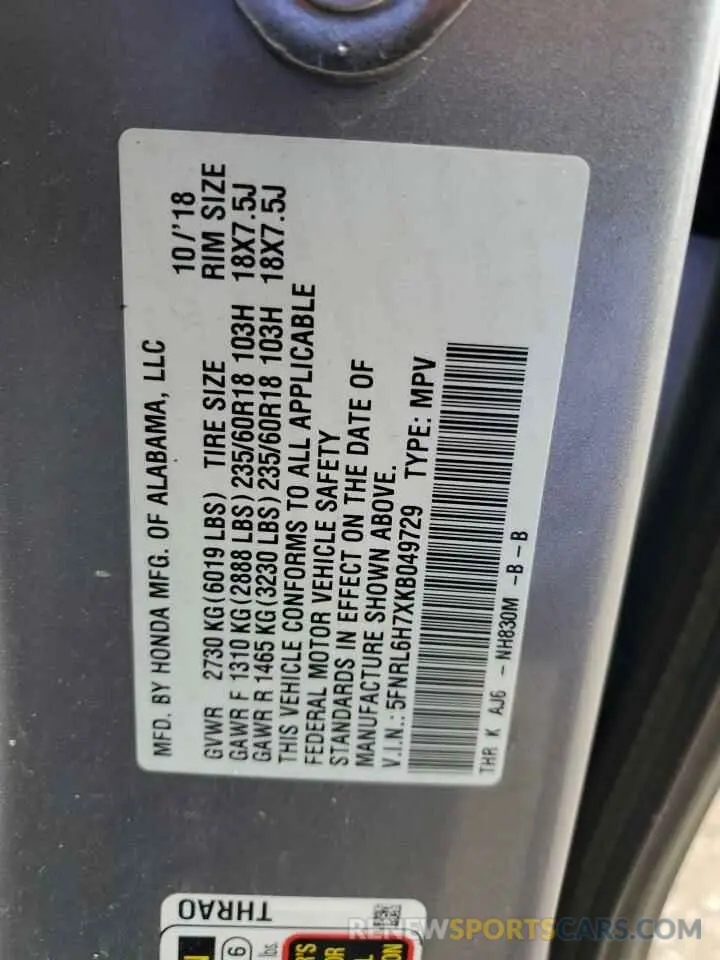 MFD. BY HONDA MFG. OF ALABAMA, LLC 10/'18
GVWR 2730 KG (6019 LBS) TIRE SIZE RIM SIZE
GAWR F 1310 KG (2888 LBS) 235/60R18 103H 18X7.5J
GAWR R 1465 KG (3230 LBS) 235/60R18 103H 18X7.5J
THIS VEHICLE CONFORMS TO ALL APPLICABLE
FEDERAL MOTOR VEHICLE SAFETY
STANDARDS IN EFFECT ON THE DATE OF
MANUFACTURE SHOWN ABOVE.
V.I.N.: 5FNRL6H7XKB049729 TYPE: MPV
THR K AJ6 - NH830M -B-B
THRA0
6
lbs.
RENEWSPORTSCARS.COM